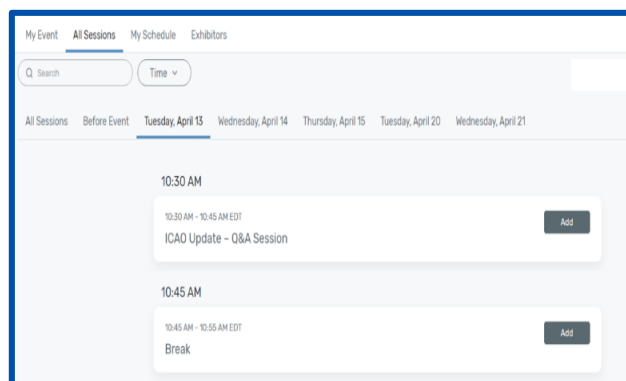 My Event All Sessions My Schedule Exhibitors
Search Time
All Sessions Before Event Tuesday, April 13 Wednesday, April 14 Thursday, April 15 Tuesday, April 20 Wednesday, April 21
10:30 AM
10:30 AM - 10:45 AM EDT
Add
ICAO Update – Q&A Session
10:45 AM
10:45 AM - 10:55 AM EDT
Add
Break